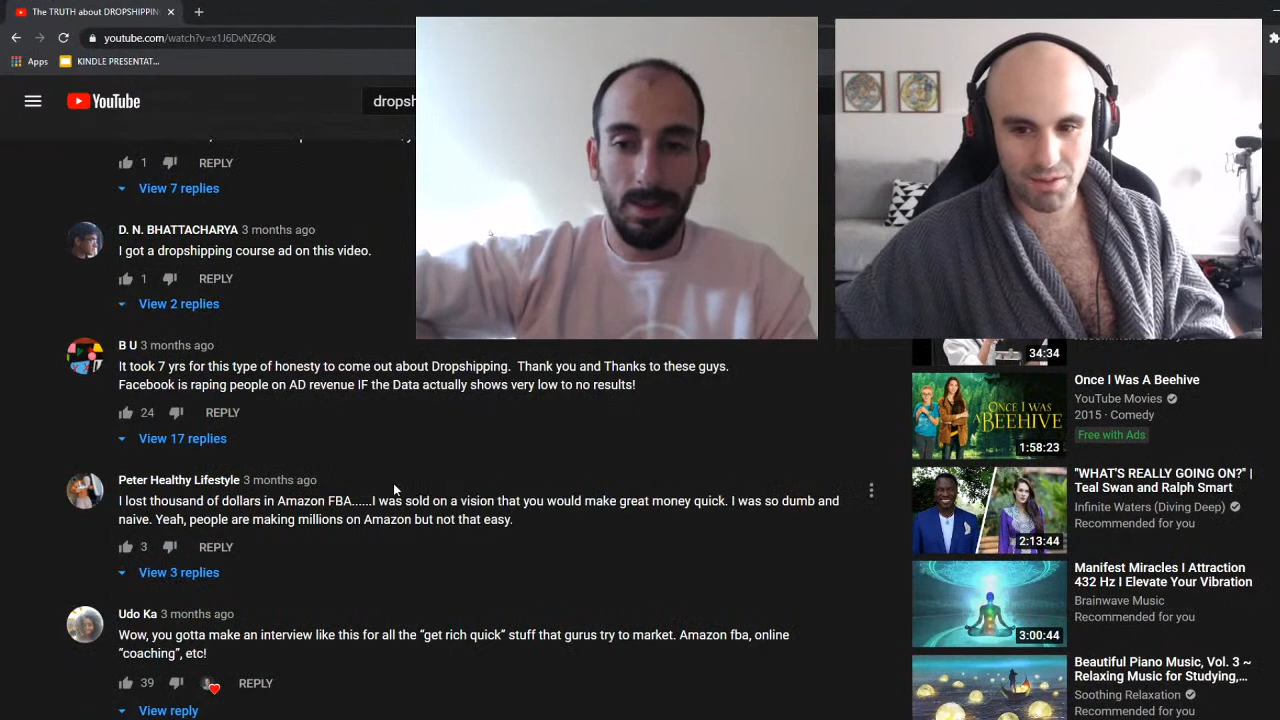 The TRUTH about DROPSHIPPIN
youtube.com/watch?v=x1J6DvNZ6Qk
Apps
KINDLE PRESENTAT...
YouTube
dropsh
1
REPLY
View 7 replies
D. N. BHATTACHARYA 3 months ago
I got a dropshipping course ad on this video.
1
REPLY
View 2 replies
B U 3 months ago
It took 7 yrs for this type of honesty to come out about Dropshipping. Thank you and Thanks to these guys.
Facebook is raping people on AD revenue IF the Data actually shows very low to no results!
24
REPLY
View 17 replies
Peter Healthy Lifestyle 3 months ago
I lost thousand of dollars in Amazon FBA......I was sold on a vision that you would make great money quick. I was so dumb and
naive. Yeah, people are making millions on Amazon but not that easy.
3
REPLY
View 3 replies
Udo Ka 3 months ago
Wow, you gotta make an interview like this for all the “get rich quick” stuff that gurus try to market. Amazon fba, online
“coaching”, etc!
39
REPLY
View reply
34:34
Recommended for you
ONCE I WAS
A BEEHIVE
1:58:23
Once I Was A Beehive
YouTube Movies
2015 · Comedy
Free with Ads
2:13:44
"WHAT'S REALLY GOING ON?" |
Teal Swan and Ralph Smart
Infinite Waters (Diving Deep)
Recommended for you
3:00:44
Manifest Miracles I Attraction
432 Hz I Elevate Your Vibration
Brainwave Music
Recommended for you
Beautiful Piano Music, Vol. 3 ~
Relaxing Music for Studying,...
Soothing Relaxation
Recommended for you